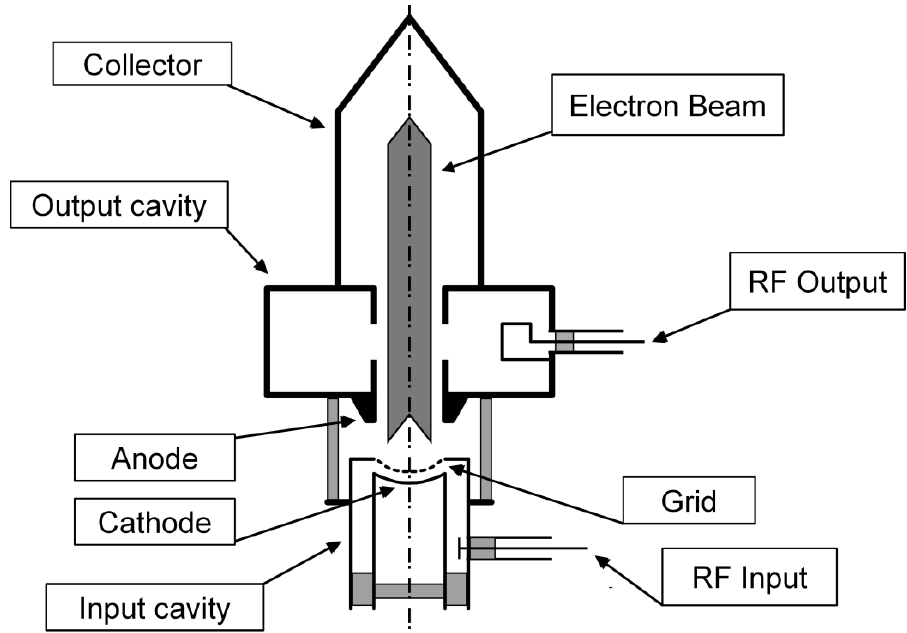 Collector
Electron Beam
Output cavity
RF Output
Anode
Grid
Cathode
RF Input
Input cavity